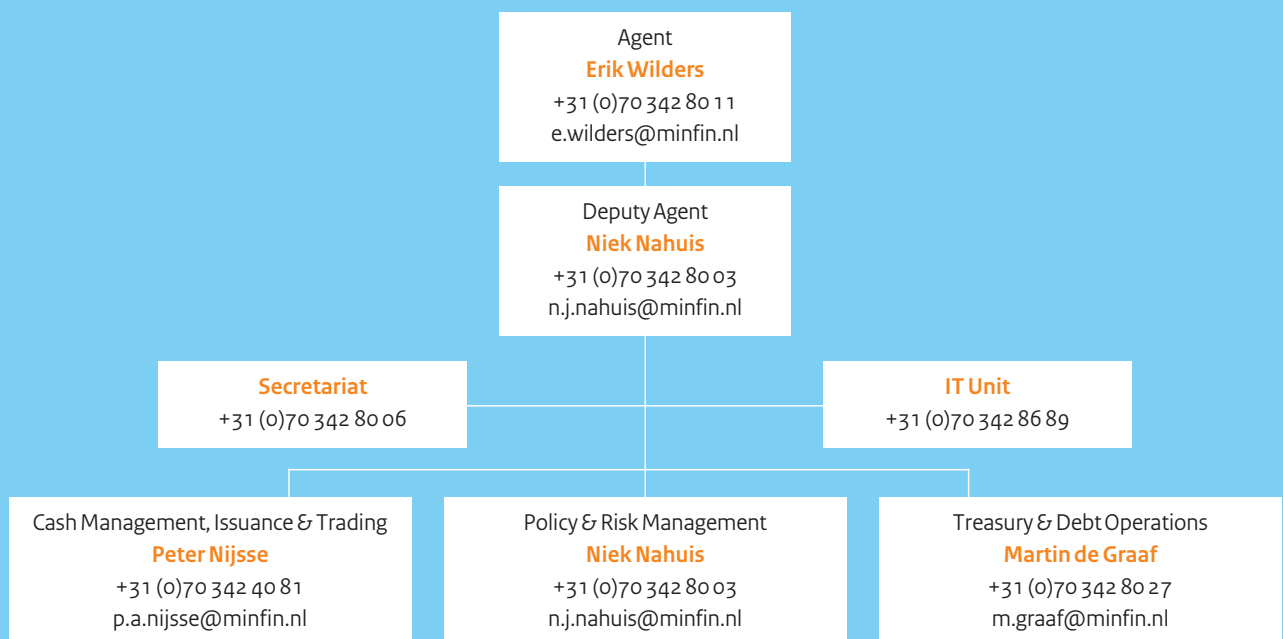 Agent
Erik Wilders
+31 (0)70 342 80 11
e.wilders@minfin.nl
Deputy Agent
Niek Nahuis
+31 (0)70 342 80 03
n.j.nahuis@minfin.nl
Secretariat
+31 (0)70 342 80 06
IT Unit
+31 (0)70 342 86 89
Cash Management, Issuance & Trading
Peter Nijsse
+31 (0)70 342 40 81
p.a.nijsse@minfin.nl
Policy & Risk Management
Niek Nahuis
+31 (0)70 342 80 03
n.j.nahuis@minfin.nl
Treasury & Debt Operations
Martin de Graaf
+31 (0)70 342 80 27
m.graaf@minfin.nl